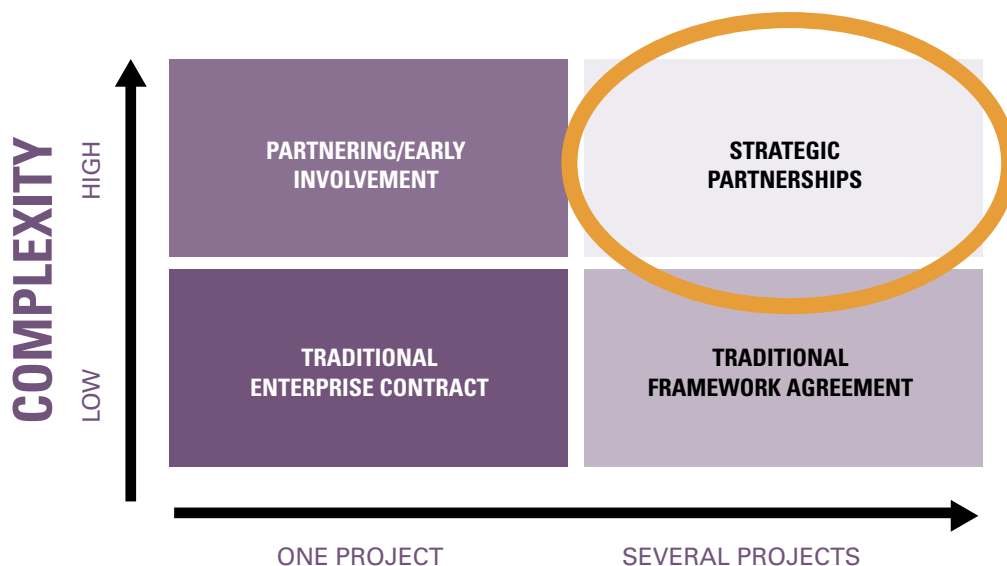 COMPLEXITY
HIGH
LOW
PARTNERING/EARLY
INVOLVEMENT
STRATEGIC
PARTNERSHIPS
TRADITIONAL
ENTERPRISE CONTRACT
TRADITIONAL
FRAMEWORK AGREEMENT
ONE PROJECT
SEVERAL PROJECTS